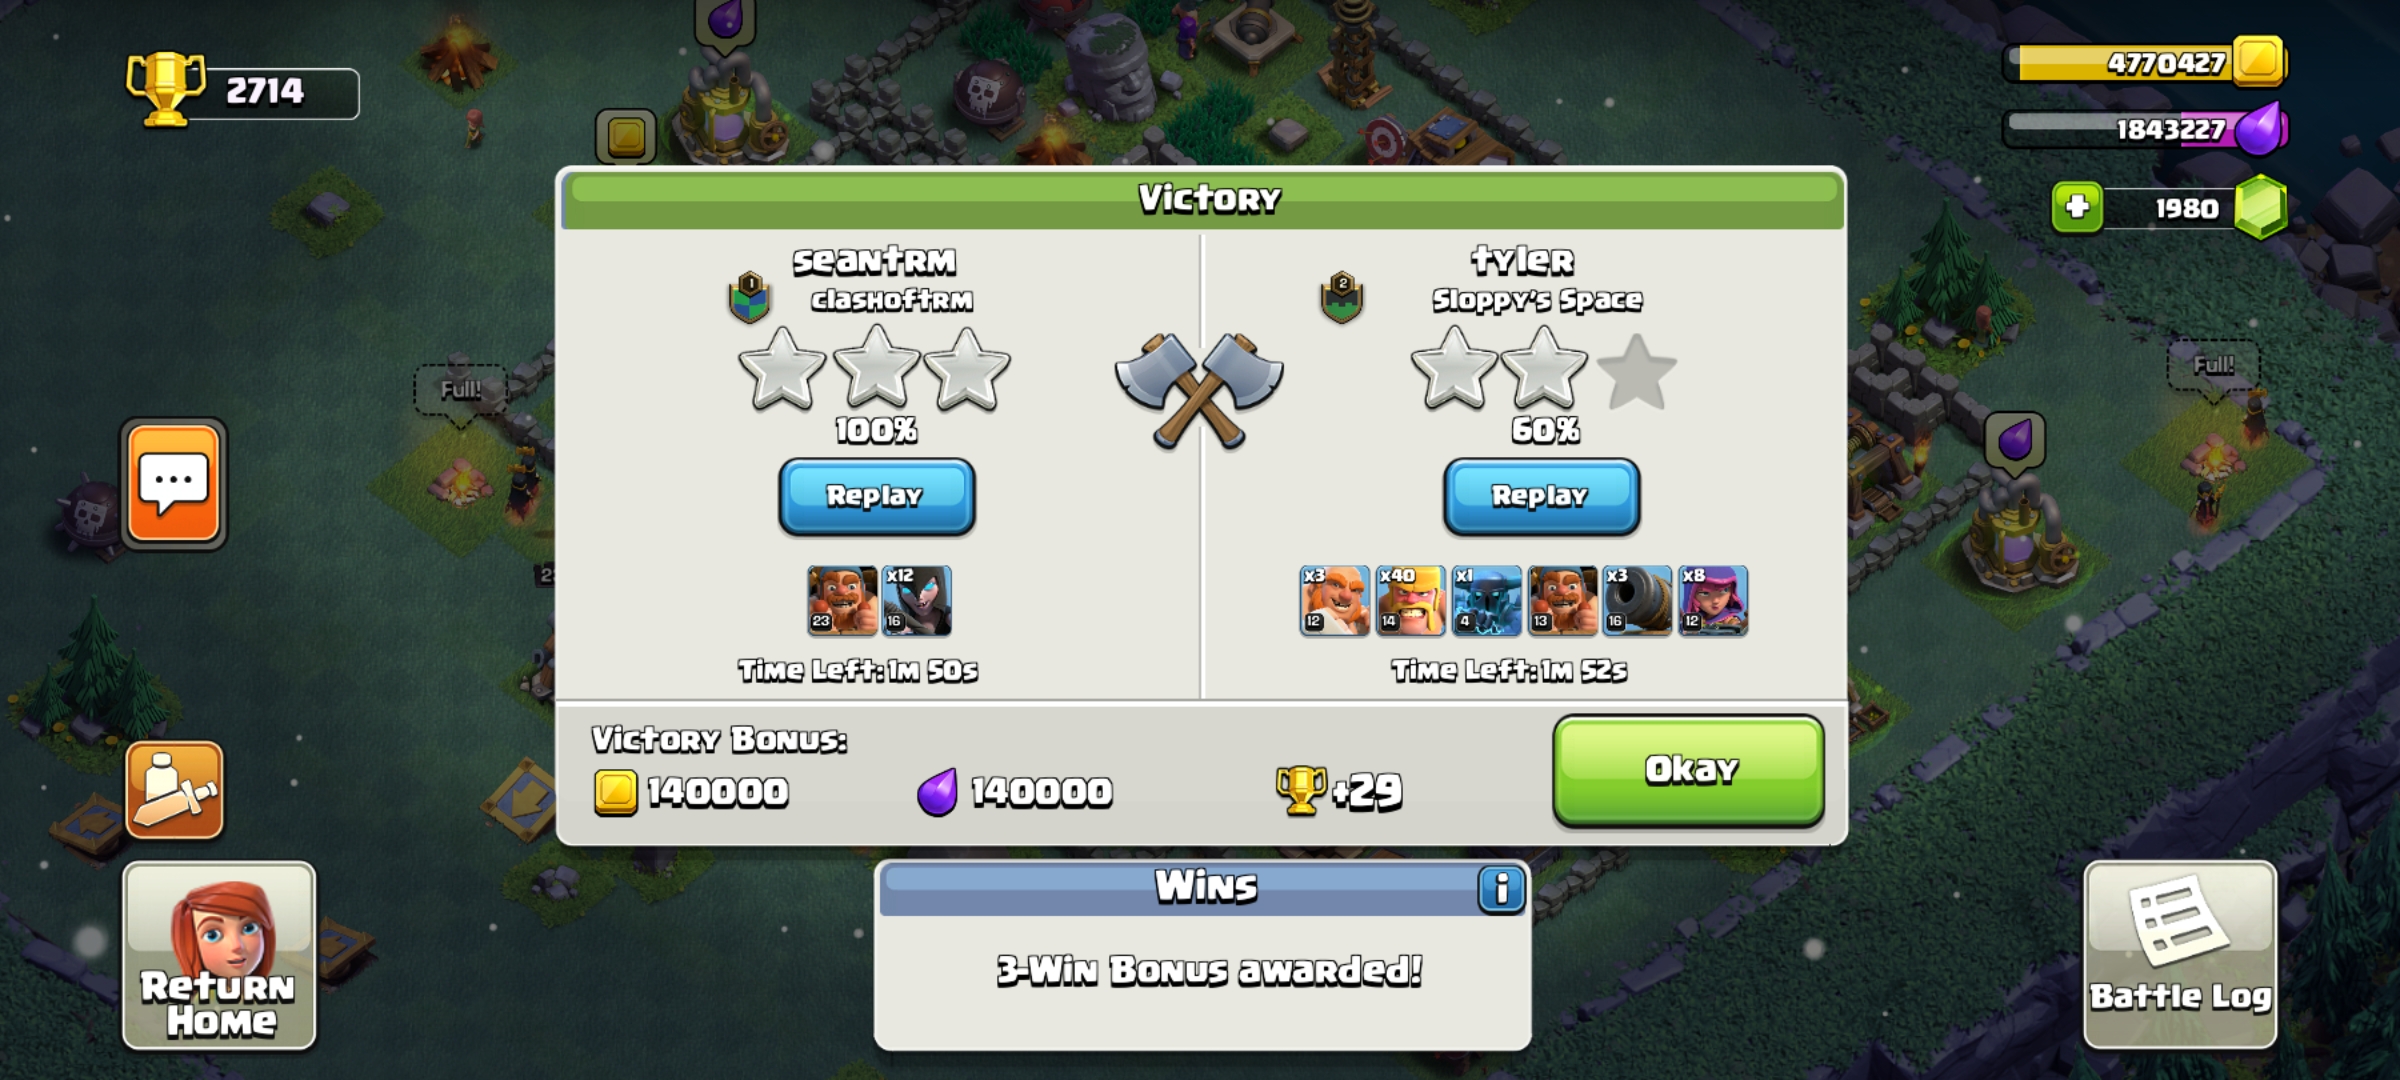 2714
4770427
1843227
1980
Victory
seantrm
clashoftrm
1
100%
Replay
23
x12
16
Time Left: 1m 50s
tyler
Sloppy's Space
2
60%
Replay
x3
12
x40
14
x1
4
13
x3
16
x8
12
Time Left: 1m 52s
Full!
Full!
Victory Bonus:
140000
140000
+29
Okay
Wins
i
3-Win Bonus awarded!
Return
Home
Battle Log